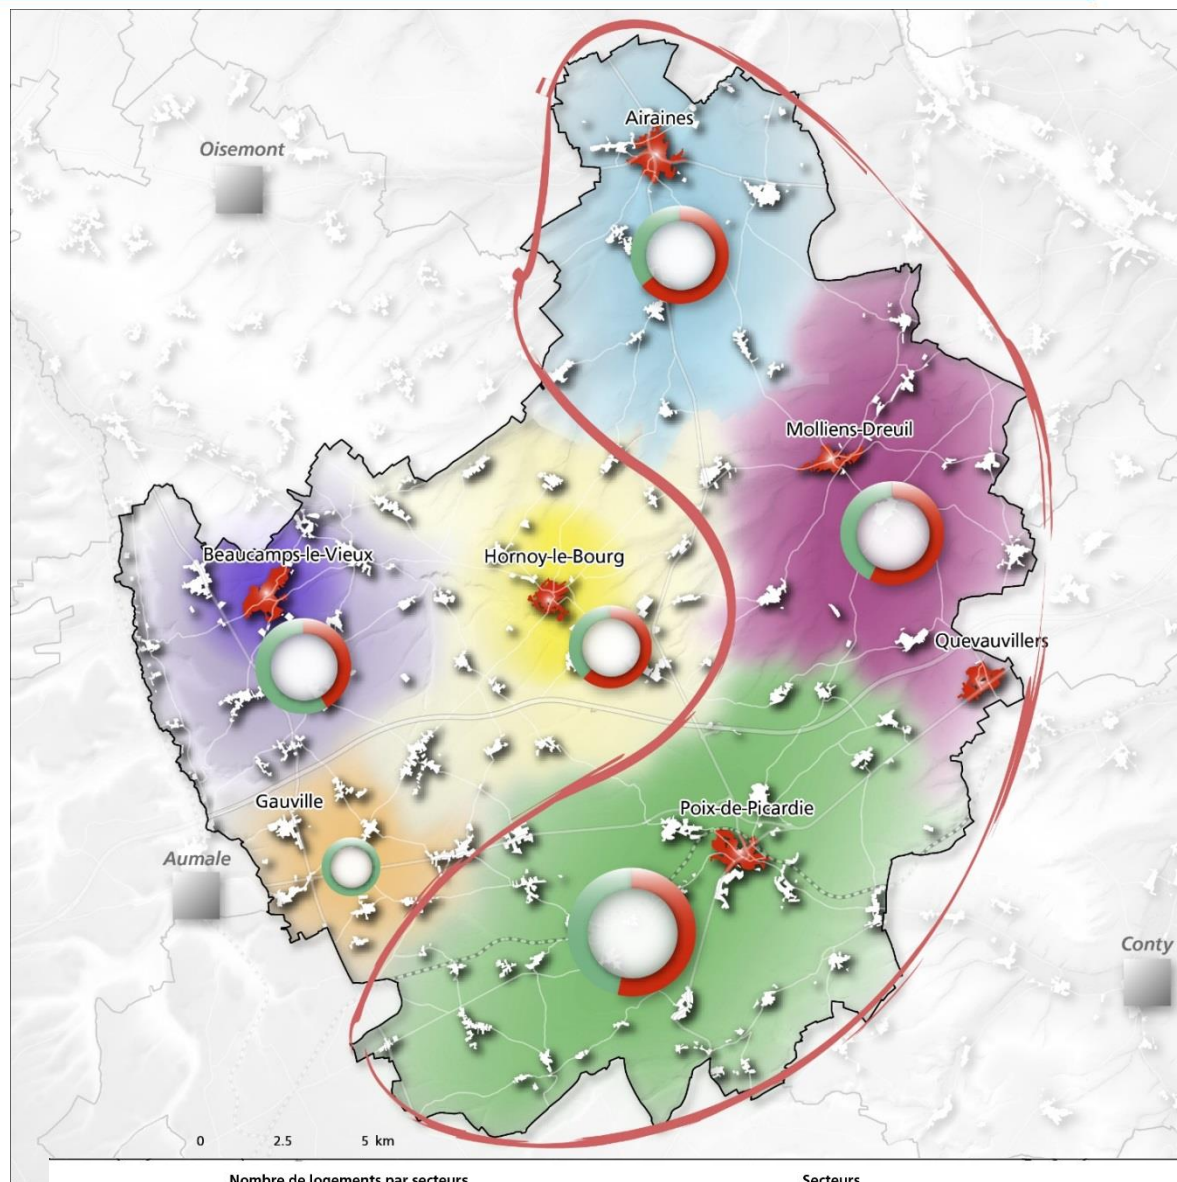 Airaines
Oisemont
Molliens-Dreuil
Beaucamps-le-Vieux
Hornoy-le-Bourg
Quevauvillers
Gauville
Poix-de-Picardie
Aumale
Conty
0 2.5 5 km
Nombre de logements par secteurs
Secteurs